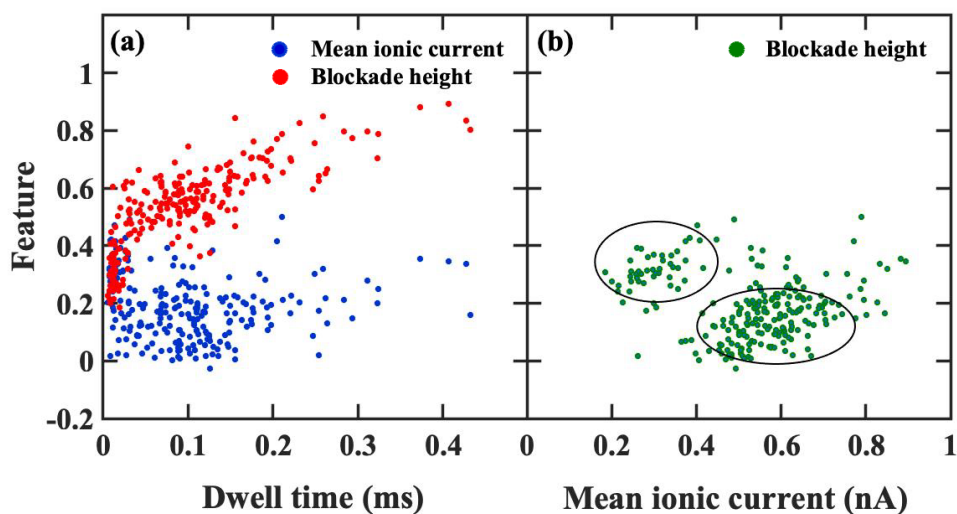 (a)
Mean ionic current
Blockade height
(b)
Blockade height
Feature
1
0.8
0.6
0.4
0.2
0
-0.2
0 0.1 0.2 0.3 0.4
0.2 0.4 0.6 0.8 1
Dwell time (ms)
Mean ionic current (nA)